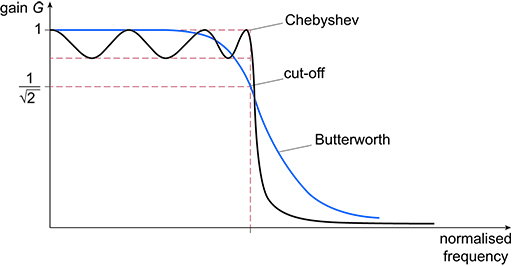 gain G
Chebyshev
1
cut-off
1
√2
Butterworth
normalised
frequency